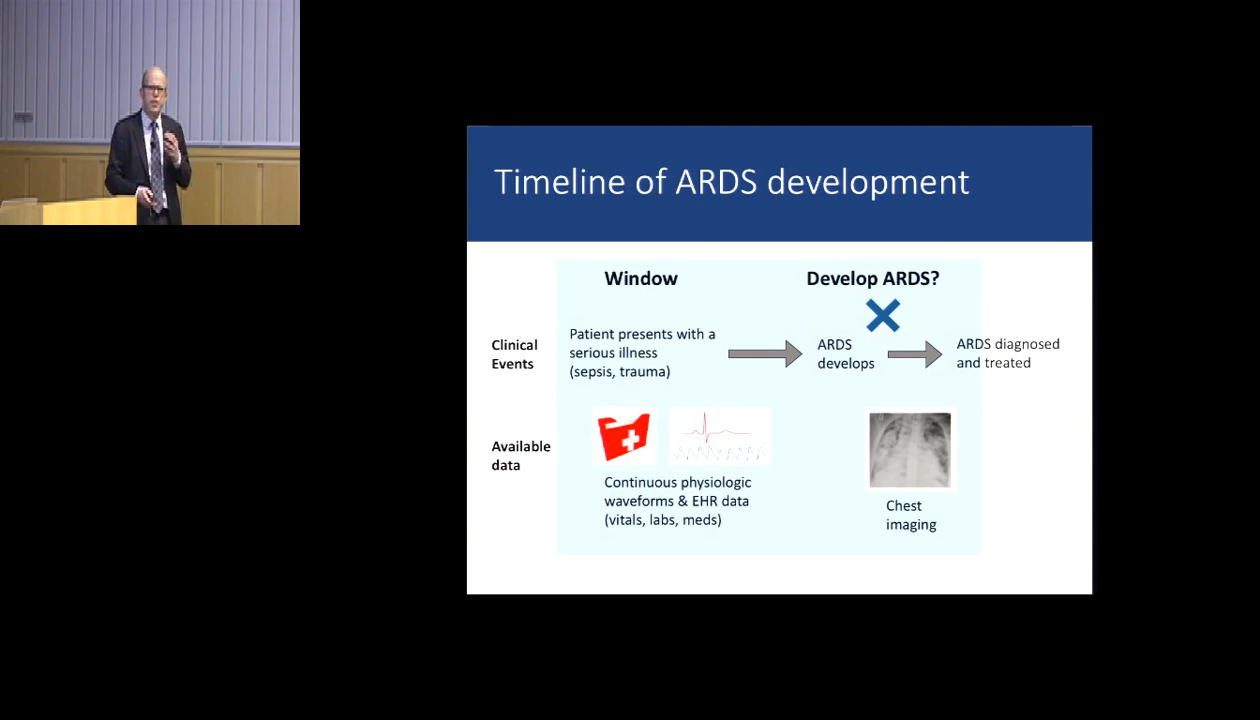 Timeline of ARDS development
Window
Develop ARDS?
Clinical
Events
Patient presents with a
serious illness
(sepsis, trauma)
ARDS
develops
ARDS diagnosed
and treated
Available
data
Continuous physiologic
waveforms & EHR data
(vitals, labs, meds)
Chest
imaging